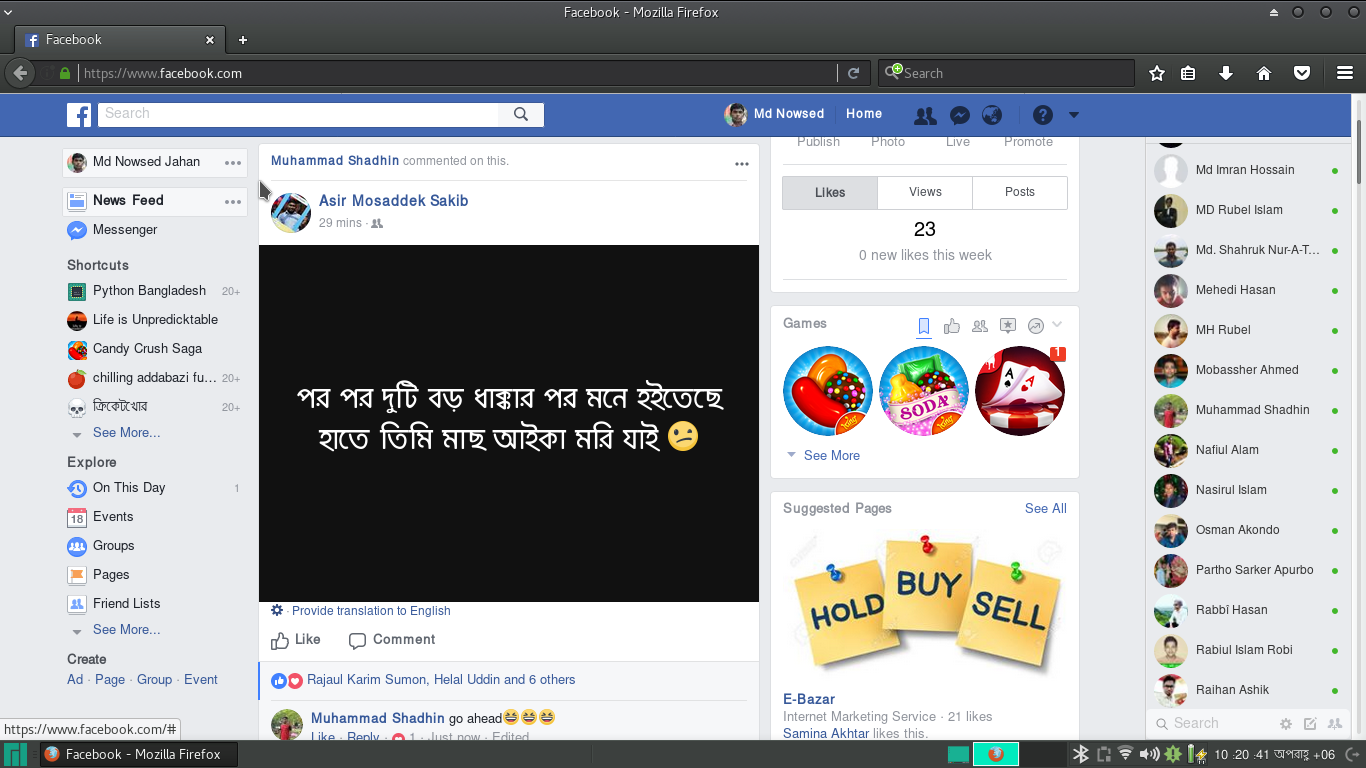 Facebook - Mozilla Firefox
Facebook
https://www.facebook.com
Search
Search
Md Nowsed
Home
Md Nowsed Jahan
News Feed
Messenger
Shortcuts
Python Bangladesh 20+
Life is Unpredicktable
Candy Crush Saga
chilling addabazi fu... 20+
ক্রিকেটখোর 20+
See More...
Explore
On This Day 1
Events
18
Groups
Pages
Friend Lists
See More...
Create
Ad · Page · Group · Event
https://www.facebook.com/#
Muhammad Shadhin commented on this.
Asir Mosaddek Sakib
29 mins ·
পর পর দুটি বড় ধাক্কার পর মনে হইতেছে
হাতে তিমি মাছ আইকা মরি যাই 😕
· Provide translation to English
Like Comment
Rajaul Karim Sumon, Helal Uddin and 6 others
Muhammad Shadhin go ahead😆😆😆
Like · Reply · 1 · Just now · Edited
Publish Photo Live Promote
Likes Views Posts
23
0 new likes this week
Games
1
SODA
King
King
See More
Suggested Pages See All
HOLD BUY SELL
E-Bazar
Internet Marketing Service · 21 likes
Samina Akhtar likes this.
Md Imran Hossain
MD Rubel Islam
Md. Shahruk Nur-A-T...
Mehedi Hasan
MH Rubel
Mobassher Ahmed
Muhammad Shadhin
Nafiul Alam
Nasirul Islam
Osman Akondo
Partho Sarker Apurbo
Rabbî Hasan
Rabiul Islam Robi
Raihan Ashik
Search
Facebook - Mozilla Firefox
10 :20 :41 অপরাহ্ণ +06